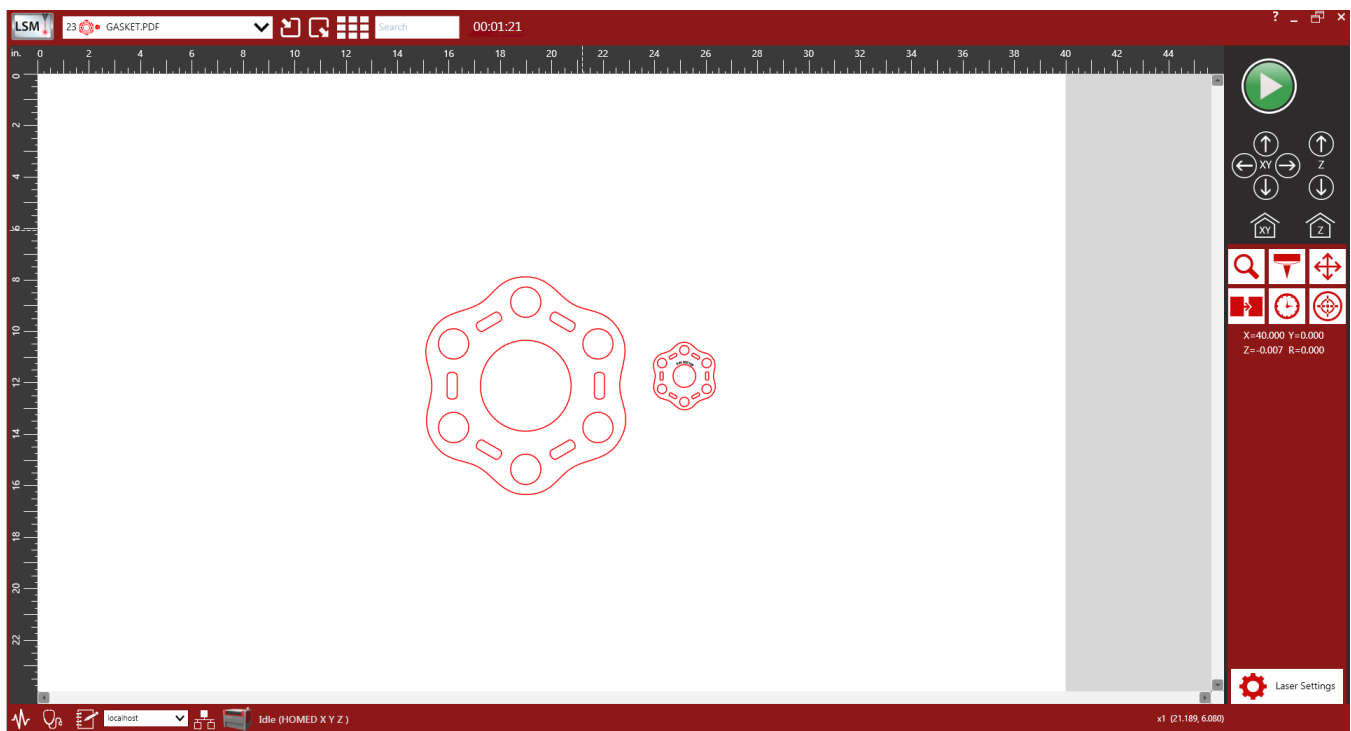 LSM 23 GASKET.PDF Search 00:01:21 ? _ ×
in. 0 2 4 6 8 10 12 14 16 18 20 22 24 26 28 30 32 34 36 38 40 42 44
0
2
4
6
8
10
12
14
16
18
20
22
XY Z
XY Z
X=40.000 Y=0.000
Z=-0.007 R=0.000
Laser Settings
localhost Idle (HOMED X Y Z ) x1 (21.189, 6.080)